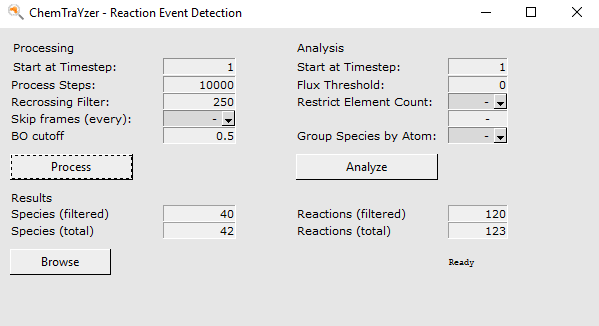 ChemTraYzer - Reaction Event Detection
Processing
Start at Timestep: 1
Process Steps: 10000
Recrossing Filter: 250
Skip frames (every): -
BO cutoff 0.5
Process
Analysis
Start at Timestep: 1
Flux Threshold: 0
Restrict Element Count: -
-
Group Species by Atom: -
Analyze
Results
Species (filtered) 40
Species (total) 42
Browse
Reactions (filtered) 120
Reactions (total) 123
Ready